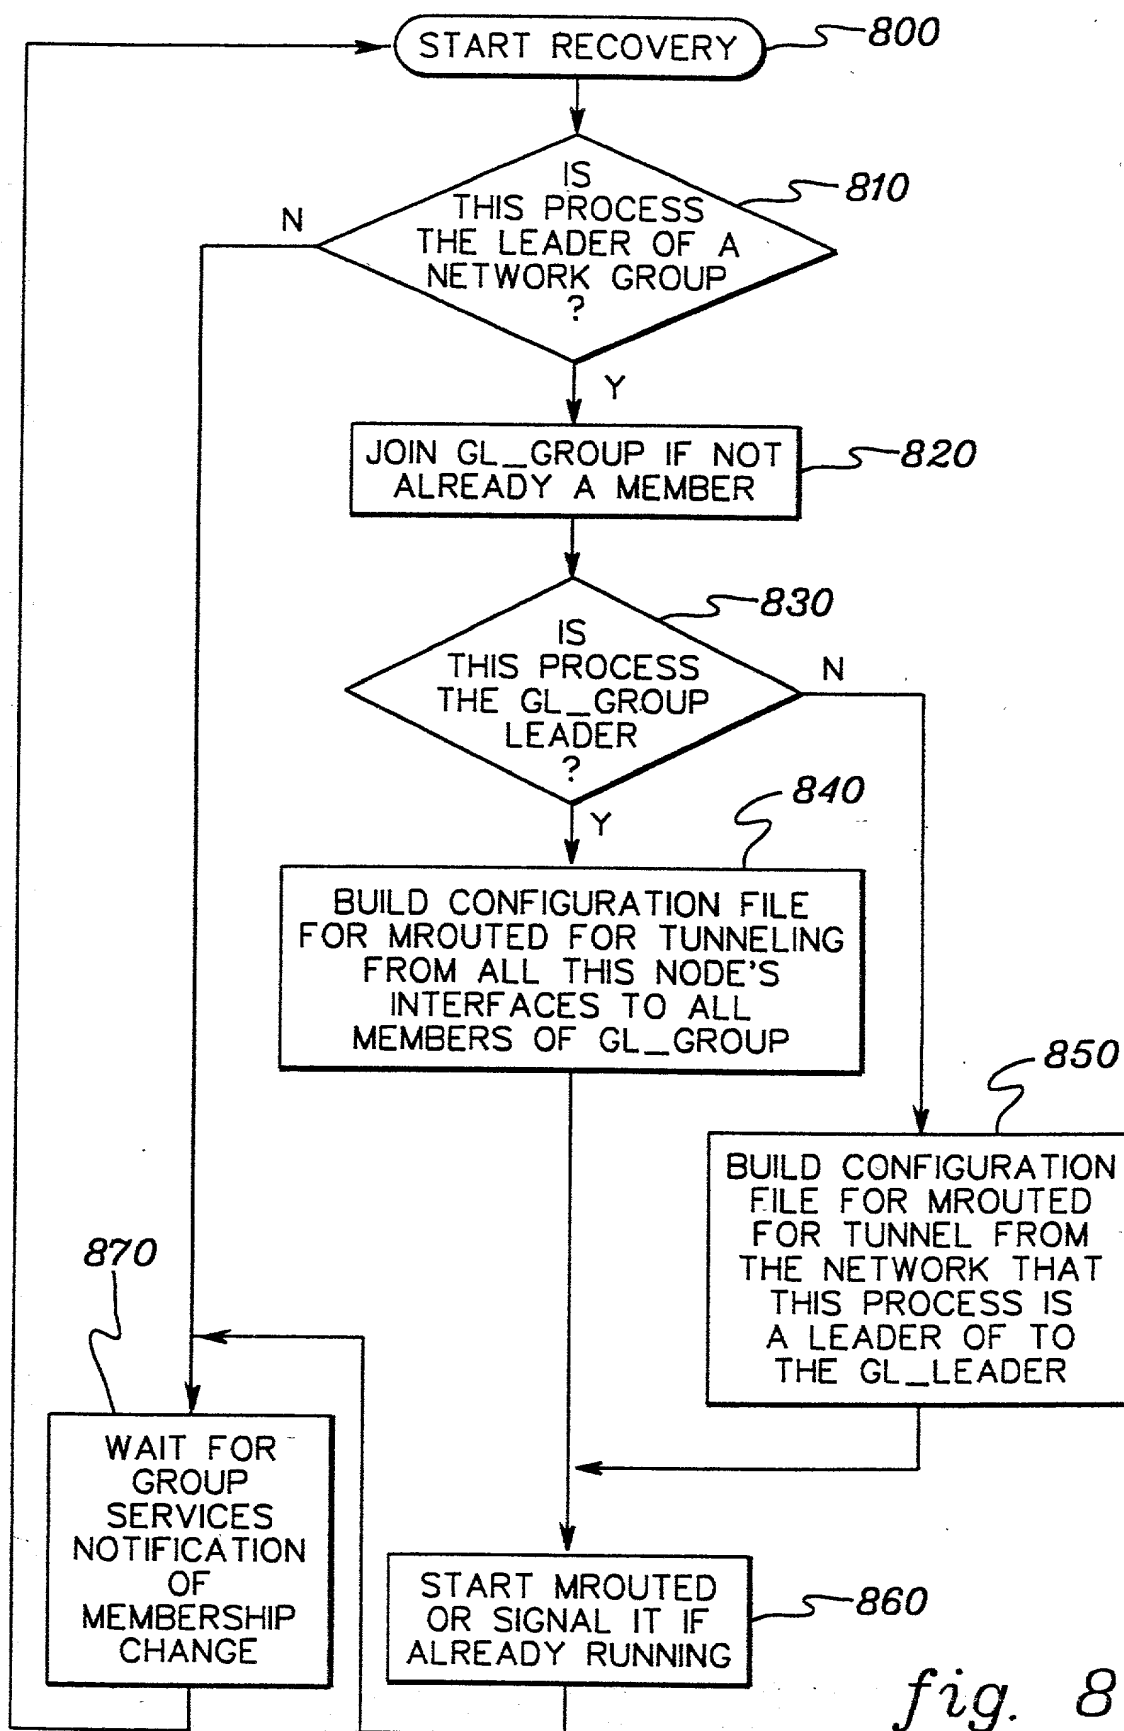 START RECOVERY
800
IS
THIS PROCESS
THE LEADER OF A
NETWORK GROUP
?
810
N
Y
JOIN GL_GROUP IF NOT
ALREADY A MEMBER
820
IS
THIS PROCESS
THE GL_GROUP
LEADER
?
830
N
Y
840
BUILD CONFIGURATION FILE
FOR MROUTED FOR TUNNELING
FROM ALL THIS NODE'S
INTERFACES TO ALL
MEMBERS OF GL_GROUP
850
BUILD CONFIGURATION
FILE FOR MROUTED
FOR TUNNEL FROM
THE NETWORK THAT
THIS PROCESS IS
A LEADER OF TO
THE GL_LEADER
870
WAIT FOR
GROUP
SERVICES
NOTIFICATION
OF
MEMBERSHIP
CHANGE
START MROUTED
OR SIGNAL IT IF
ALREADY RUNNING
860
fig. 8